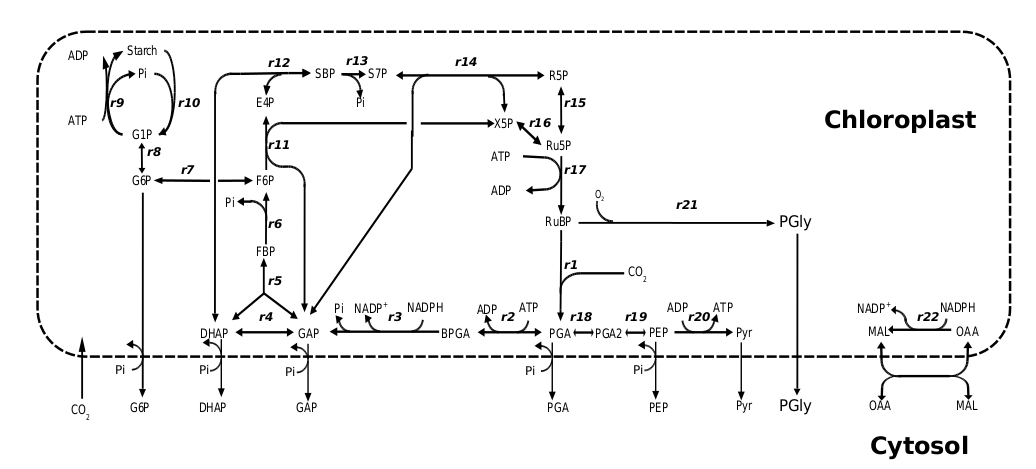 ADP Starch r12 SBP r13 S7P r14 R5P
Pi
r9 r10 E4P Pi r15
ATP X5P r16 Chloroplast
G1P r11 Ru5P
r8 ATP
r7 r17
G6P F6P ADP
Pi O₂ r21
r6 RuBP PGly
FBP
r5 r1 CO₂
Pi NADP⁺ NADPH ADP ATP ADP ATP NADP⁺ NADPH
r4 r3 r2 r18 r19 r20 r22
DHAP GAP BPGA PGA PGA2 PEP Pyr MAL OAA
Pi Pi Pi Pi Pi
CO₂ G6P DHAP GAP PGA PEP Pyr PGly OAA MAL
Cytosol